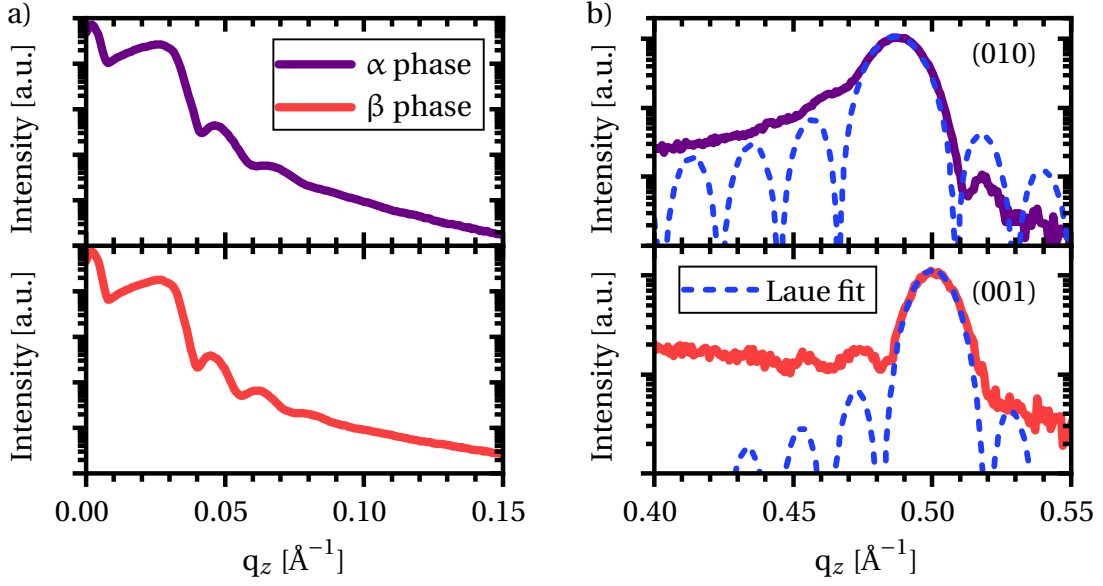 a)
Intensity [a.u.]
α phase
β phase
Intensity [a.u.]
0.00 0.05 0.10 0.15
q_z [Å⁻¹]
b)
Intensity [a.u.]
(010)
Intensity [a.u.]
Laue fit
(001)
0.40 0.45 0.50 0.55
q_z [Å⁻¹]